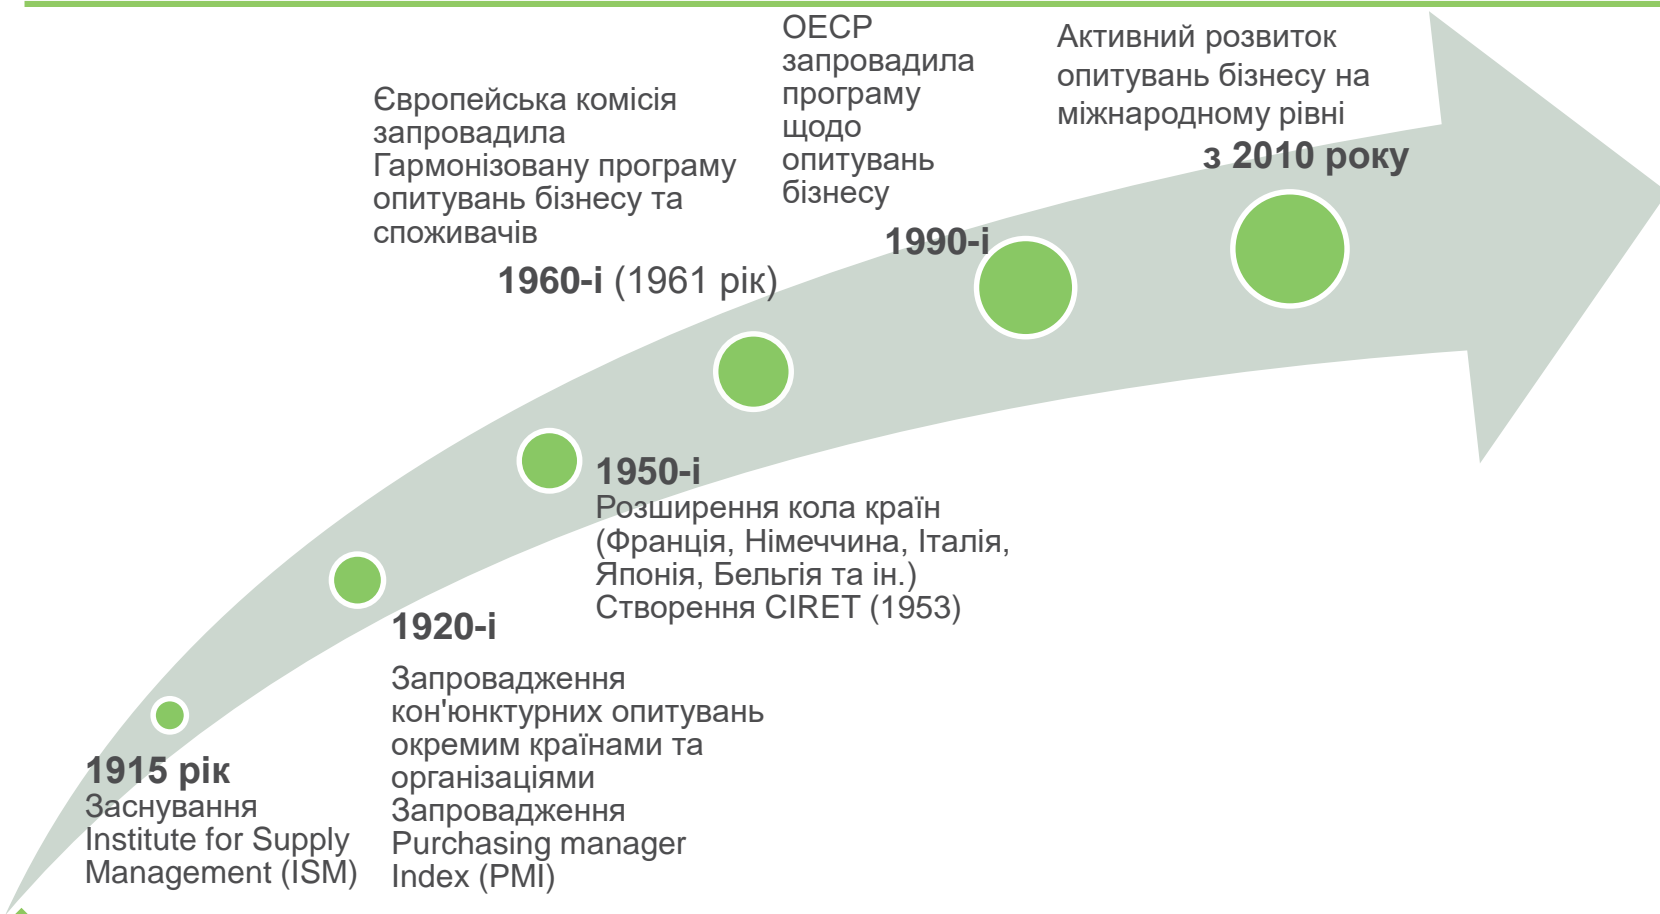 ОЕСР
запровадила
програму
щодо
опитувань
бізнесу
1990-і
Активний розвиток
опитувань бізнесу на
міжнародному рівні
з 2010 року
Європейська комісія
запровадила
Гармонізовану програму
опитувань бізнесу та
споживачів
1960-і (1961 рік)
1950-і
Розширення кола країн
(Франція, Німеччина, Італія,
Японія, Бельгія та ін.)
Створення CIRET (1953)
1920-і
Запровадження
кон'юнктурних опитувань
окремим країнами та
організаціями
Запровадження
Purchasing manager
Index (PMI)
1915 рік
Заснування
Institute for Supply
Management (ISM)